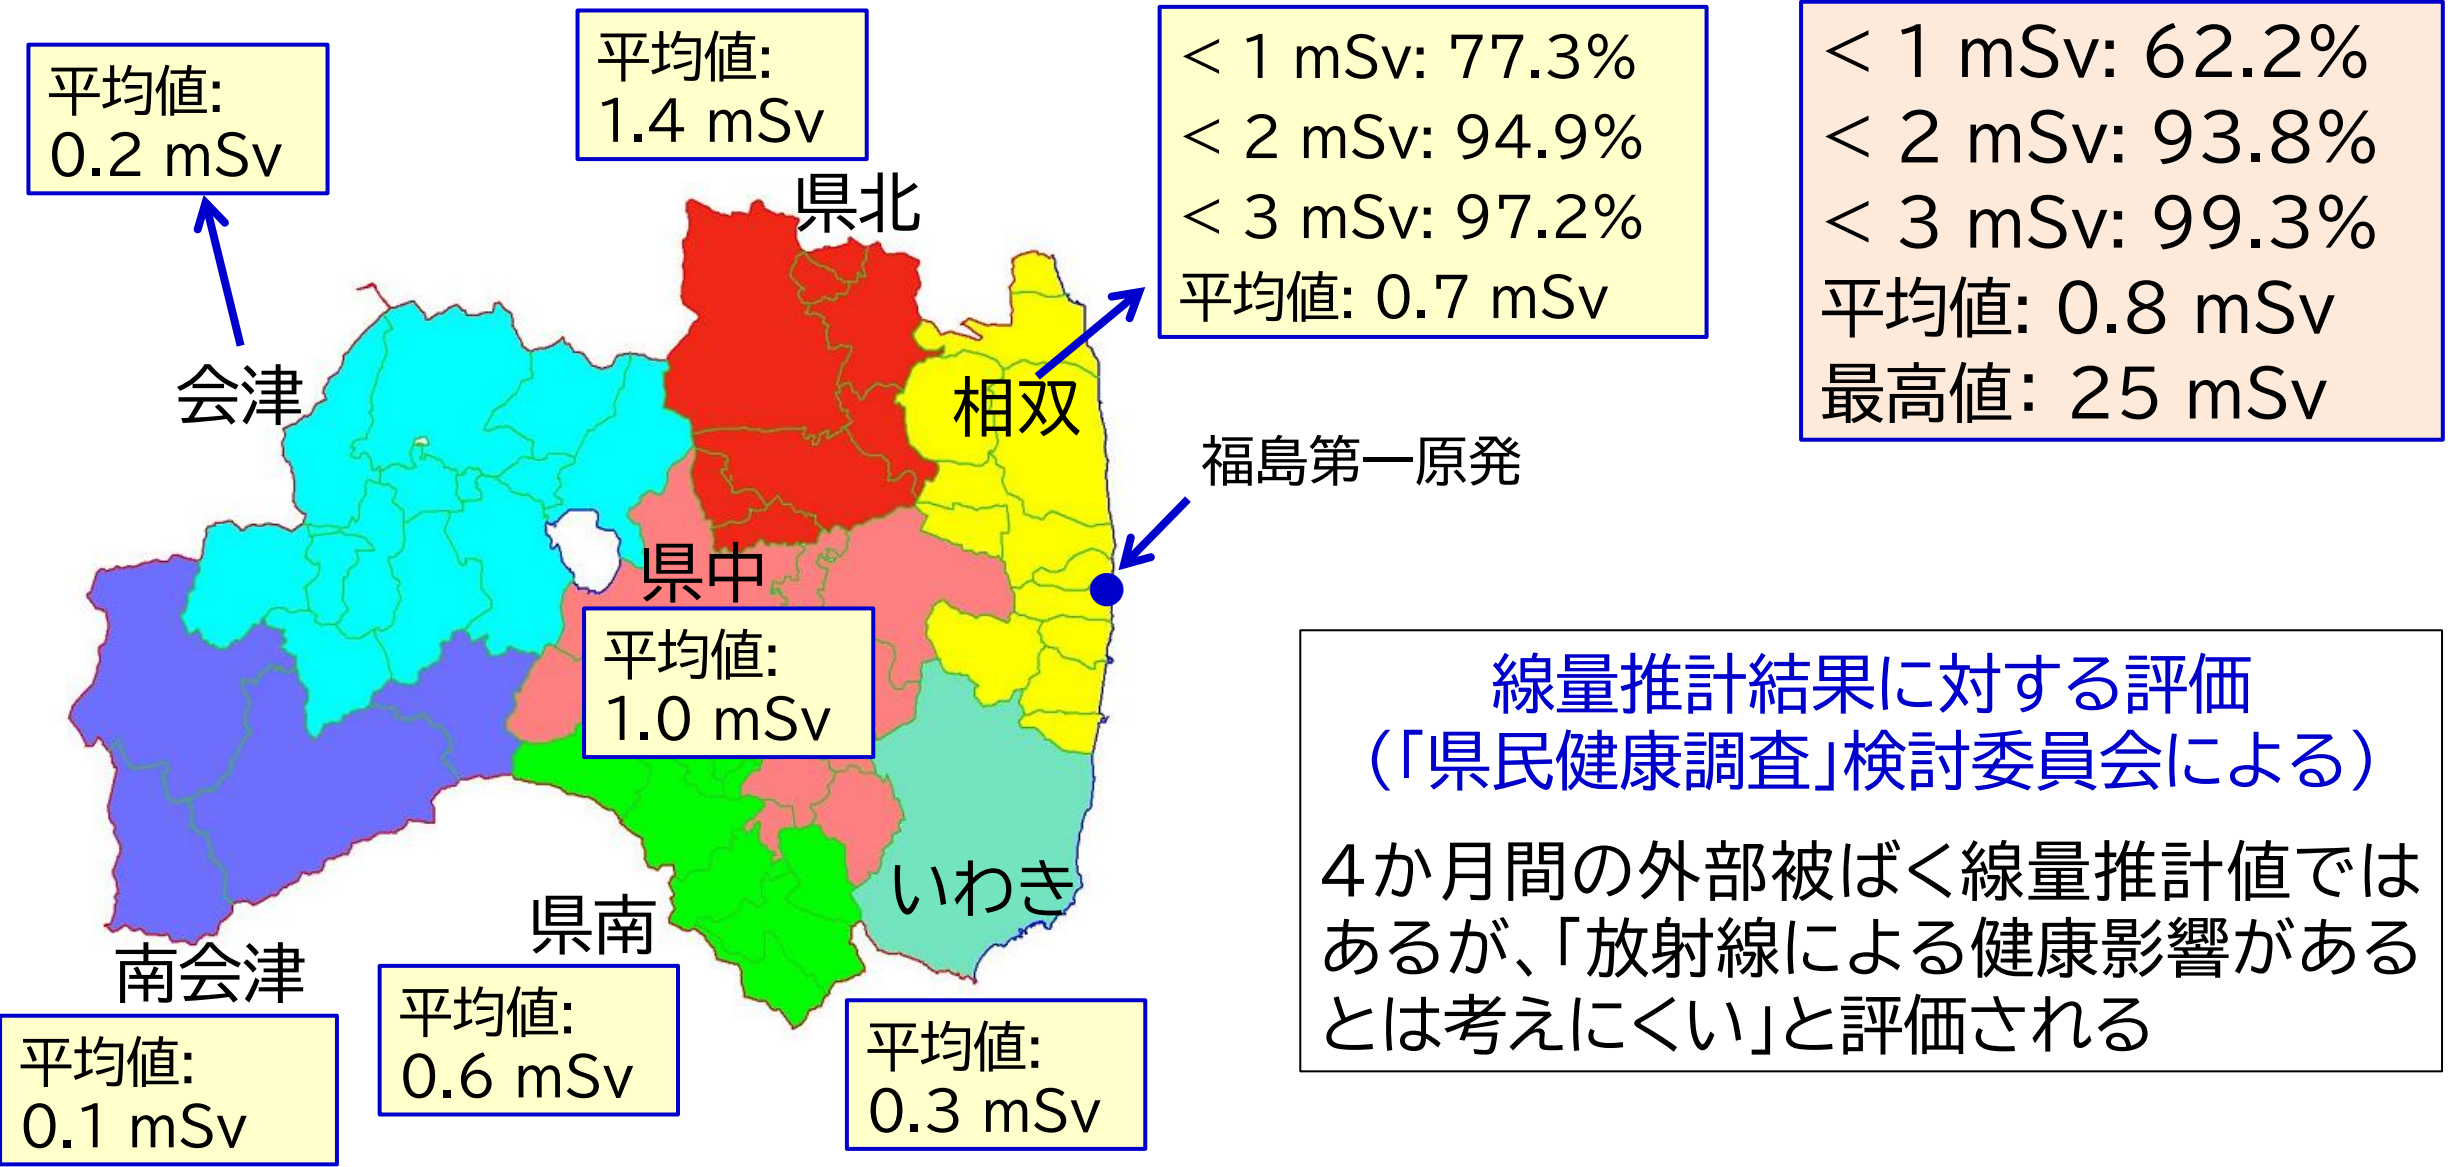 平均値:
0.2 mSv
平均値:
1.4 mSv
< 1 mSv: 77.3%
< 2 mSv: 94.9%
< 3 mSv: 97.2%
平均値: 0.7 mSv
< 1 mSv: 62.2%
< 2 mSv: 93.8%
< 3 mSv: 99.3%
平均値: 0.8 mSv
最高値: 25 mSv
県北
会津
相双
福島第一原発
県中
平均値:
1.0 mSv
いわき
県南
南会津
平均値:
0.1 mSv
平均値:
0.6 mSv
平均値:
0.3 mSv
線量推計結果に対する評価
（「県民健康調査」検討委員会による）
４か月間の外部被ばく線量推計値では
あるが、「放射線による健康影響がある
とは考えにくい」と評価される